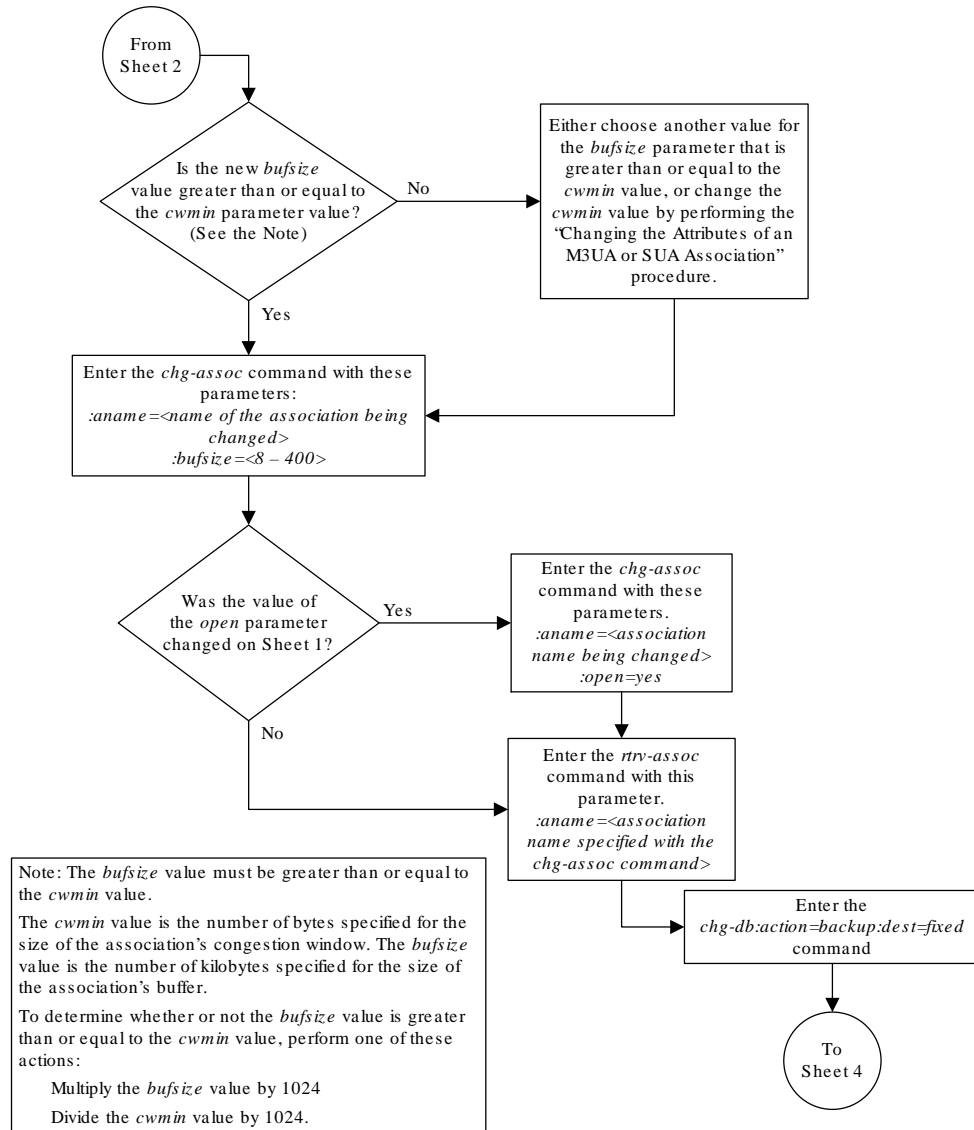 From
Sheet 2
Is the new bufsize
value greater than or equal to
the cwmin parameter value?
(See the Note)
No
Either choose another value for
the bufsize parameter that is
greater than or equal to the
cwmin value, or change the
cwmin value by performing the
“Changing the Attributes of an
M3UA or SUA Association”
procedure.
Yes
Enter the chg-assoc command with these
parameters:
:aname=<name of the association being
changed>
:bufsize=<8 – 400>
Was the value of
the open parameter
changed on Sheet 1?
Yes
Enter the chg-assoc
command with these
parameters.
:aname=<association
name being changed>
:open=yes
No
Enter the rtrv-assoc
command with this
parameter.
:aname=<association
name specified with the
chg-assoc command>
Enter the
chg-db:action=backup:dest=fixed
command
To
Sheet 4
Note: The bufsize value must be greater than or equal to
the cwmin value.
The cwmin value is the number of bytes specified for the
size of the association’s congestion window. The bufsize
value is the number of kilobytes specified for the size of
the association’s buffer.
To determine whether or not the bufsize value is greater
than or equal to the cwmin value, perform one of these
actions:
Multiply the bufsize value by 1024
Divide the cwmin value by 1024.